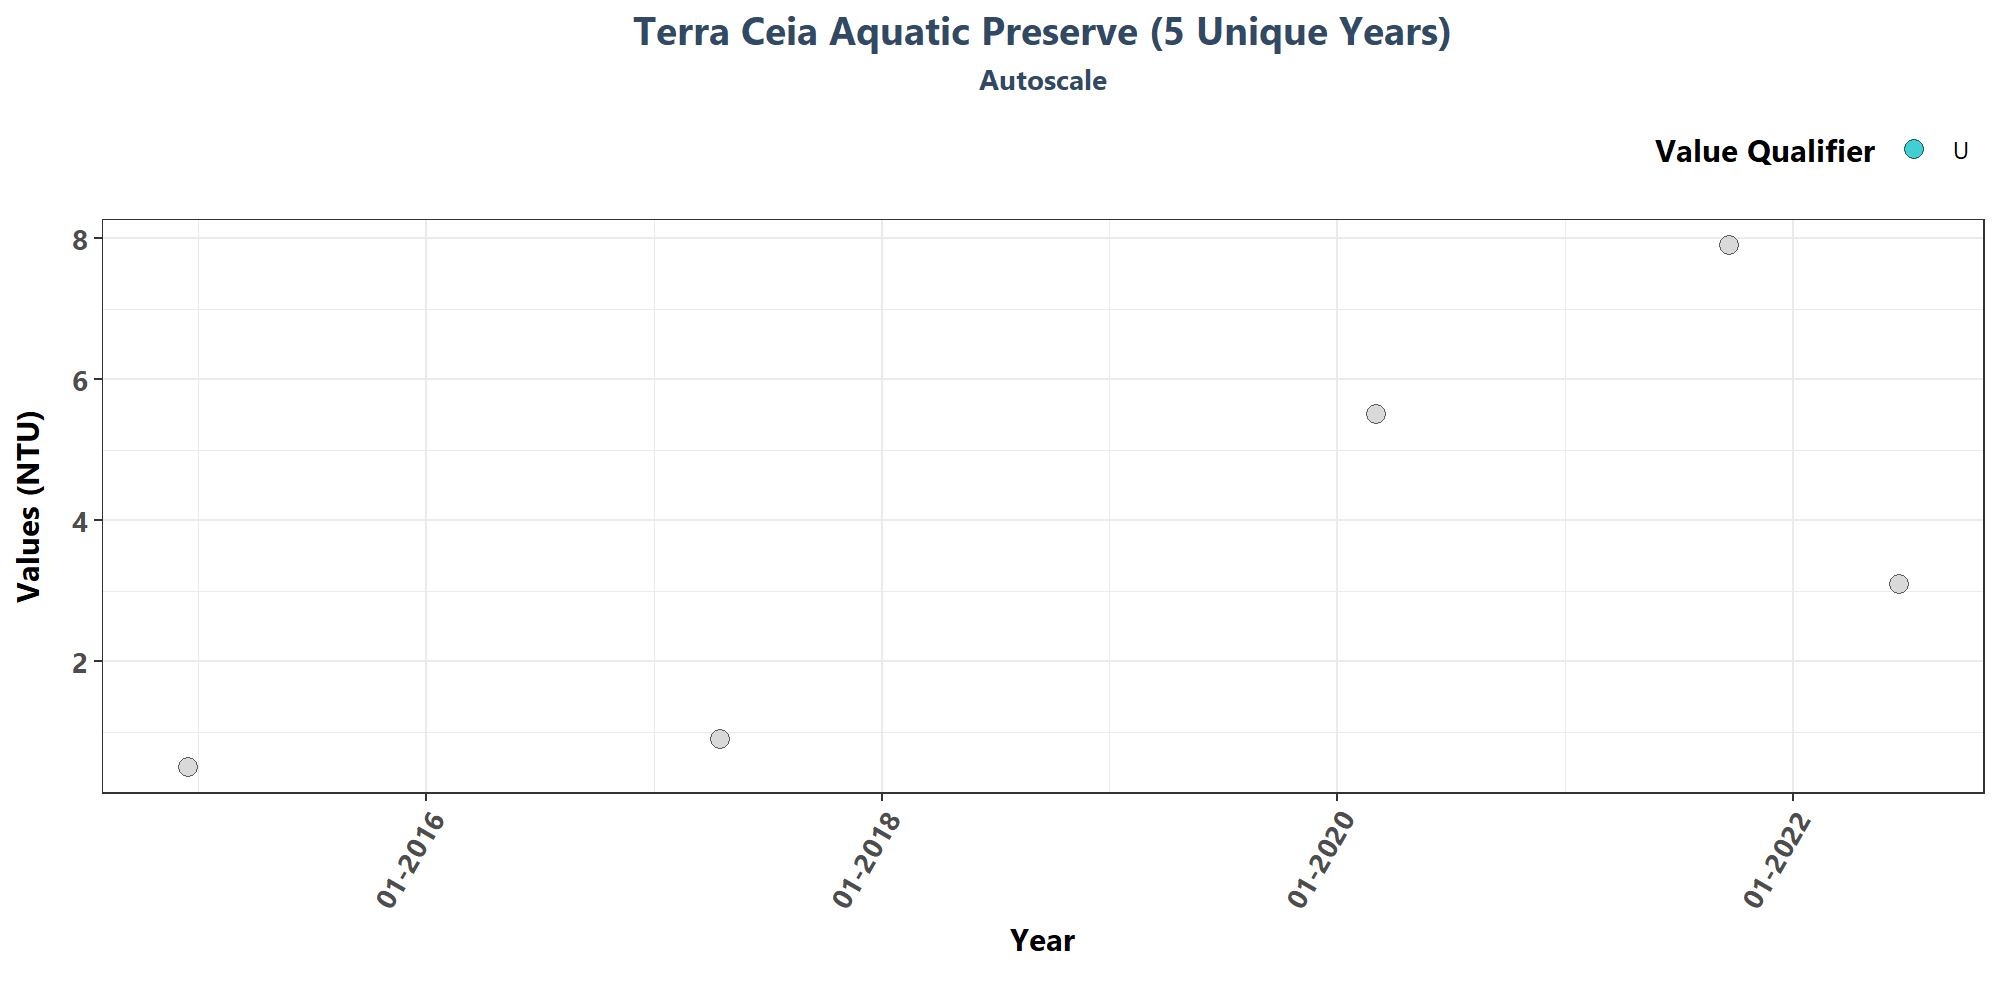 Terra Ceia Aquatic Preserve (5 Unique Years)
Autoscale
Value Qualifier U
8
6
4
2
Values (NTU)
01-2016 01-2018 01-2020 01-2022
Year